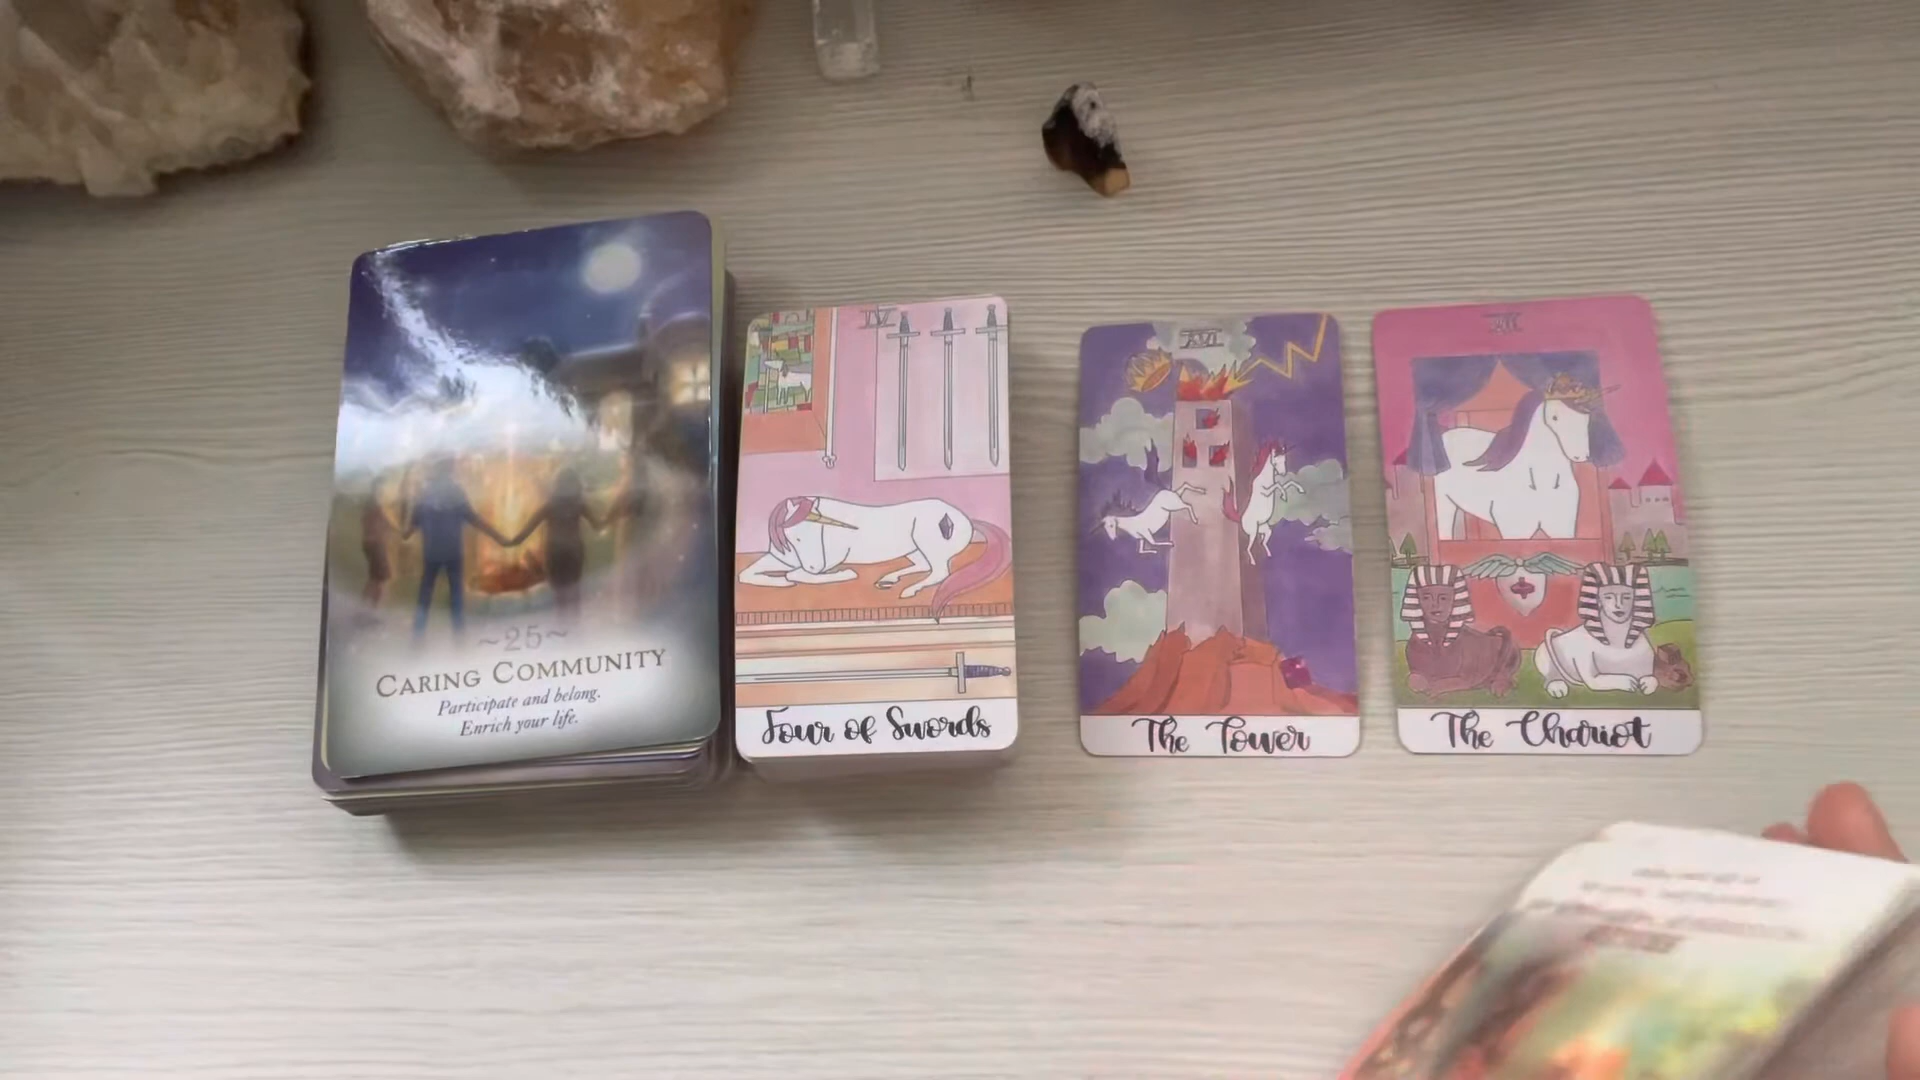 ~25~
CARING COMMUNITY
Participate and belong.
Enrich your life.
IV
Four of Swords
XVI
The Tower
VII
The Chariot